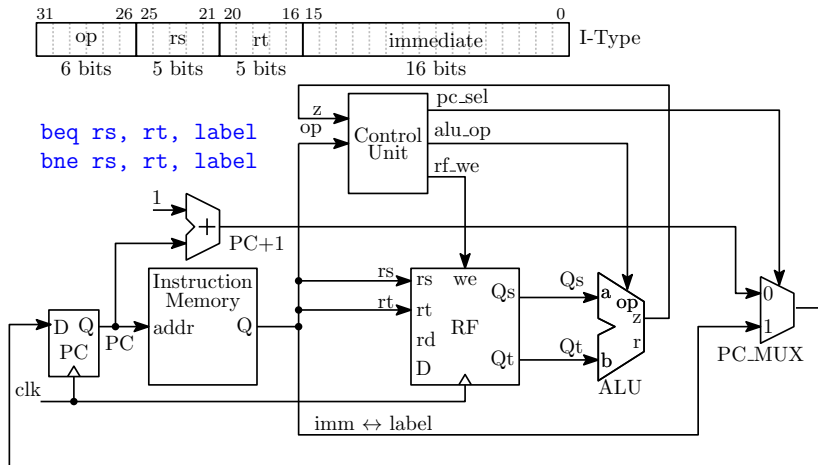 31 26 25 21 20 16 15 0
op rs rt immediate I-Type
6 bits 5 bits 5 bits 16 bits
beq rs, rt, label
bne rs, rt, label
z
op
Control
Unit
pc_sel
alu_op
rf_we
1
+
PC+1
Instruction
Memory
addr
Q
D Q
PC
PC
clk
rs
rt
rs
rt
rd
D
we
RF
Qs
Qt
Qs
Qt
a
b
op
z
r
ALU
0
1
PC_MUX
imm ↔ label